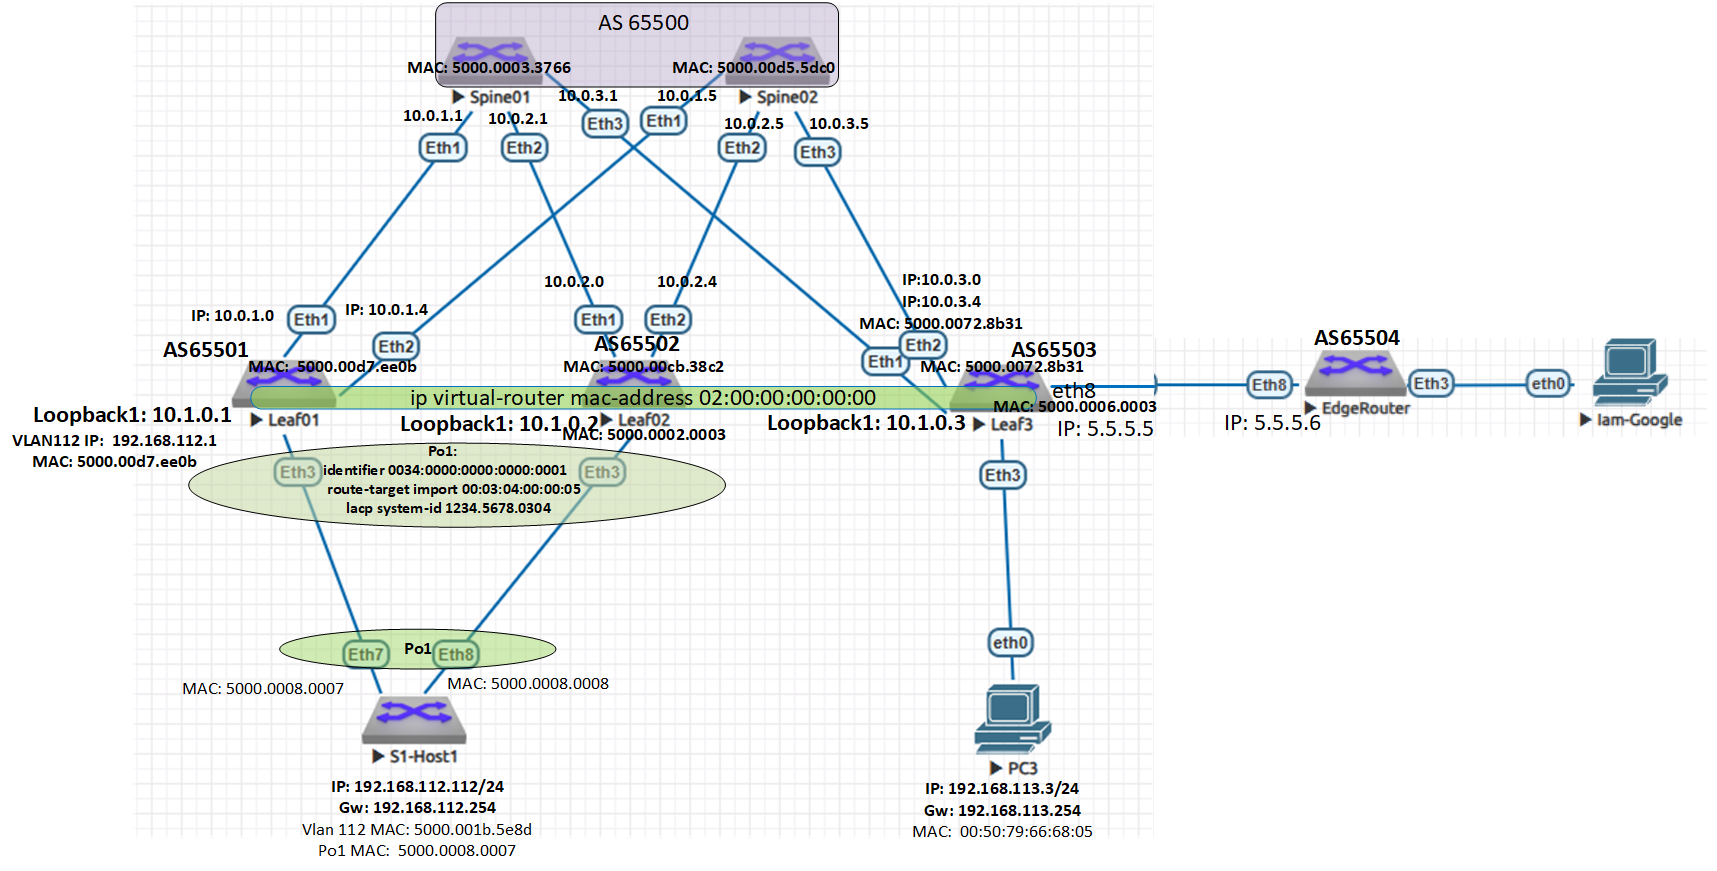 AS 65500
MAC: 5000.0003.3766
MAC: 5000.00d5.5dc0
Spine01
Spine02
10.0.3.1
10.0.1.5
10.0.1.1
10.0.2.1
10.0.2.5
10.0.3.5
Eth1
Eth2
Eth3
Eth1
Eth2
Eth3
10.0.2.0
10.0.2.4
IP:10.0.3.0
IP:10.0.3.4
MAC: 5000.0072.8b31
IP: 10.0.1.0
Eth1
IP: 10.0.1.4
Eth2
Eth1
Eth2
Eth1
Eth2
AS65501
AS65502
AS65503
AS65504
MAC: 5000.00d7.ee0b
MAC: 5000.00cb.38c2
MAC: 5000.0072.8b31
ip virtual-router mac-address 02:00:00:00:00:00
eth8
Eth8
Eth3
eth0
MAC: 5000.0006.0003
EdgeRouter
Iam-Google
Loopback1: 10.1.0.1
Leaf01
Loopback1: 10.1.0.2
Leaf02
Loopback1: 10.1.0.3
Leaf3
IP: 5.5.5.5
IP: 5.5.5.6
VLAN112 IP: 192.168.112.1
MAC: 5000.00d7.ee0b
MAC: 5000.0002.0003
Po1:
Eth3
identifier 0034:0000:0000:0000:0001
Eth3
route-target import 00:03:04:00:00:05
lacp system-id 1234.5678.0304
Eth3
Eth7
Po1
Eth8
eth0
MAC: 5000.0008.0007
MAC: 5000.0008.0008
S1-Host1
PC3
IP: 192.168.112.112/24
Gw: 192.168.112.254
Vlan 112 MAC: 5000.001b.5e8d
Po1 MAC: 5000.0008.0007
IP: 192.168.113.3/24
Gw: 192.168.113.254
MAC: 00:50:79:66:68:05